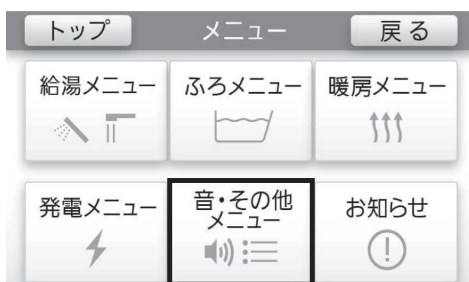 トップ メニュー 戻る
給湯メニュー ふろメニュー 暖房メニュー
発電メニュー 音・その他 お知らせ
メニュー